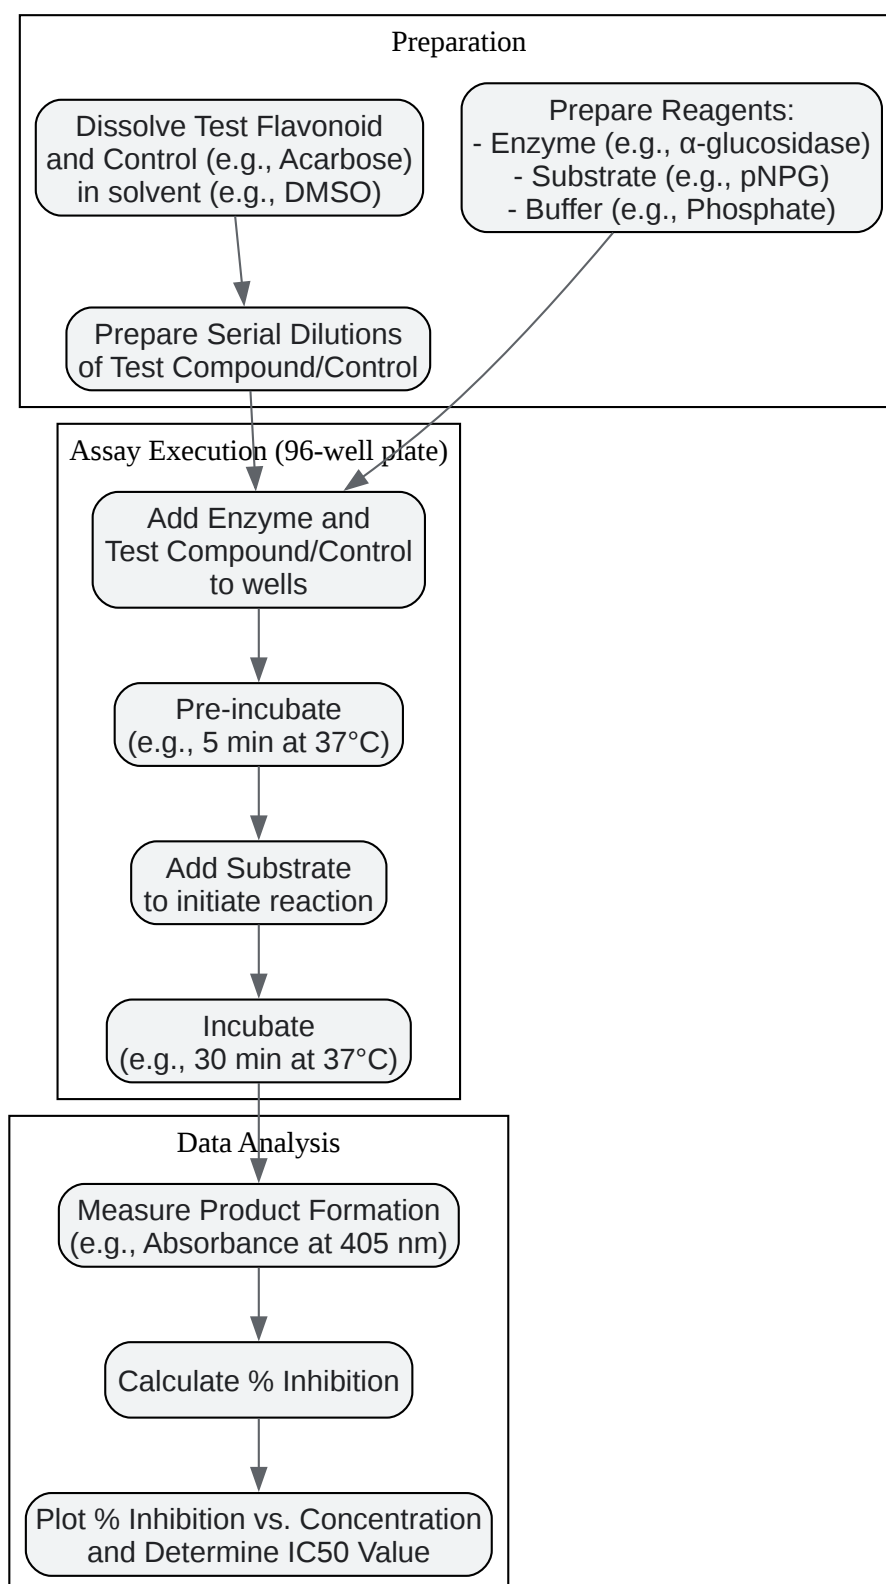 Preparation
Dissolve Test Flavonoid
and Control (e.g., Acarbose)
in solvent (e.g., DMSO)
Prepare Reagents:
- Enzyme (e.g., α-glucosidase)
- Substrate (e.g., pNPG)
- Buffer (e.g., Phosphate)
Prepare Serial Dilutions
of Test Compound/Control
Assay Execution (96-well plate)
Add Enzyme and
Test Compound/Control
to wells
Pre-incubate
(e.g., 5 min at 37°C)
Add Substrate
to initiate reaction
Incubate
(e.g., 30 min at 37°C)
Data Analysis
Measure Product Formation
(e.g., Absorbance at 405 nm)
Calculate % Inhibition
Plot % Inhibition vs. Concentration
and Determine IC50 Value